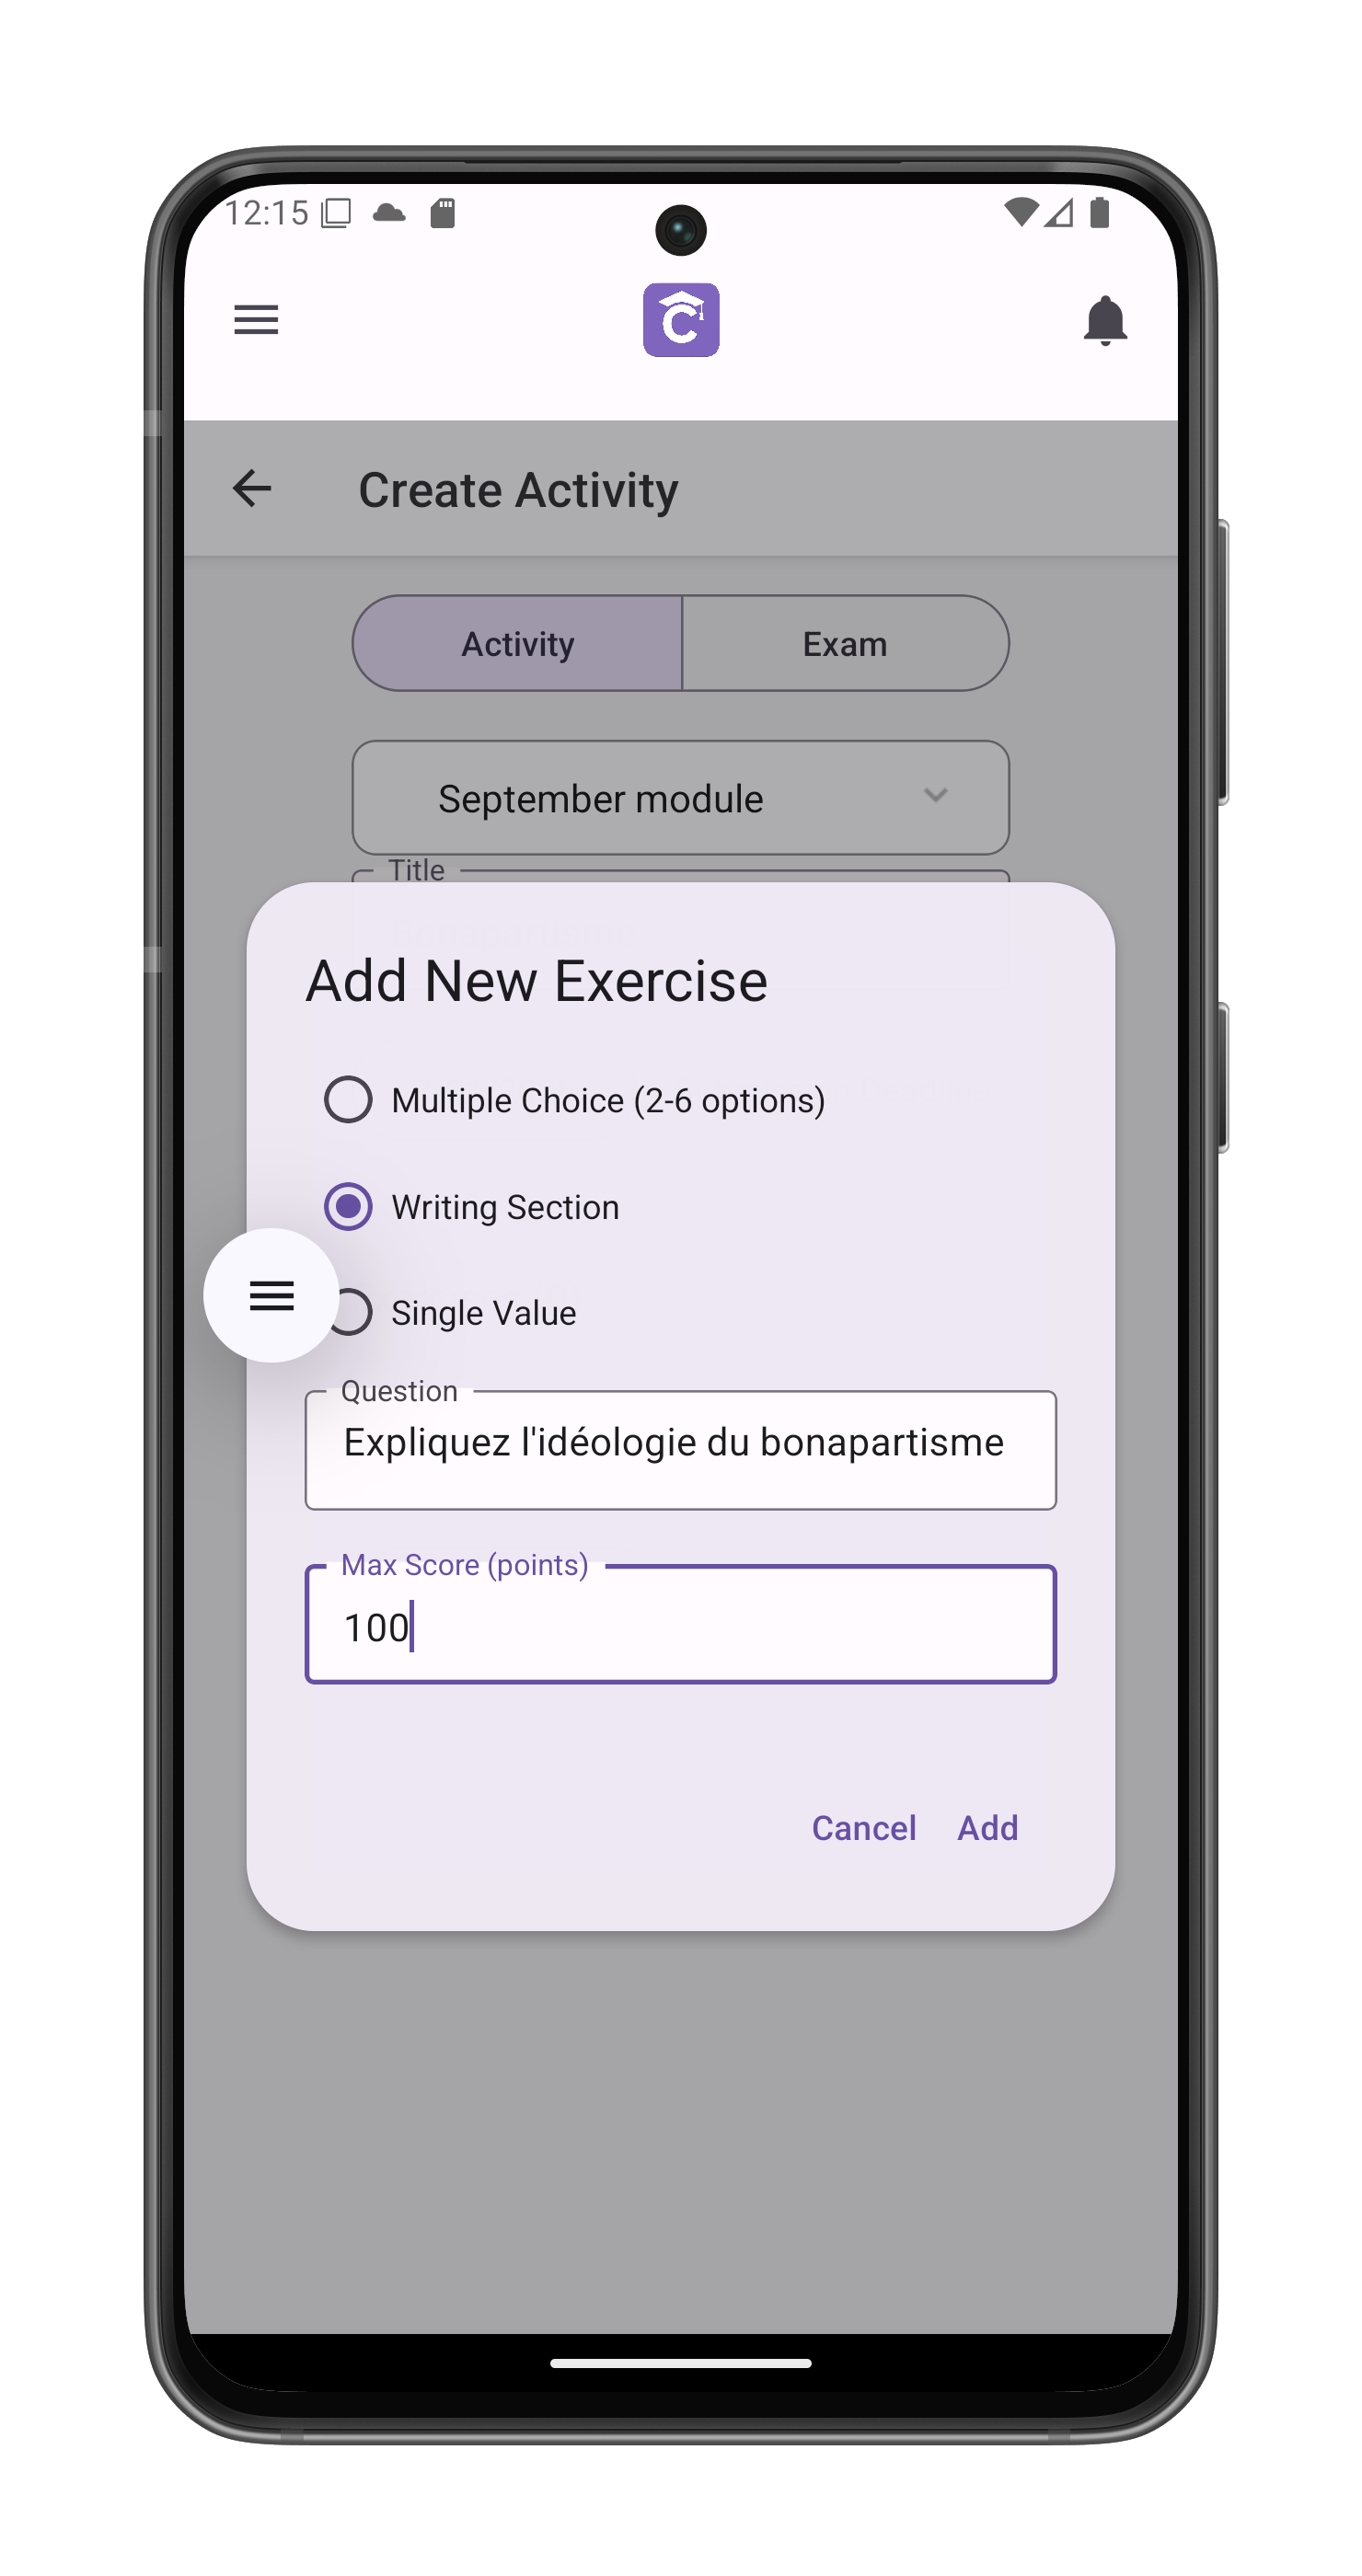 12:15
C
Create Activity
Activity
Exam
September module
Title
Add New Exercise
Multiple Choice (2-6 options)
Writing Section
Single Value
Question
Expliquez l'idéologie du bonapartisme
Max Score (points)
100
Cancel
Add